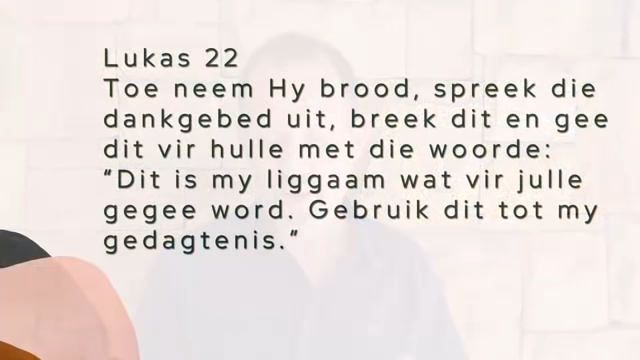 Lukas 22
Toe neem Hy brood, spreek die
dankgebed uit, breek dit en gee
dit vir hulle met die woorde:
“Dit is my liggaam wat vir julle
gegee word. Gebruik dit tot my
gedagtenis.”